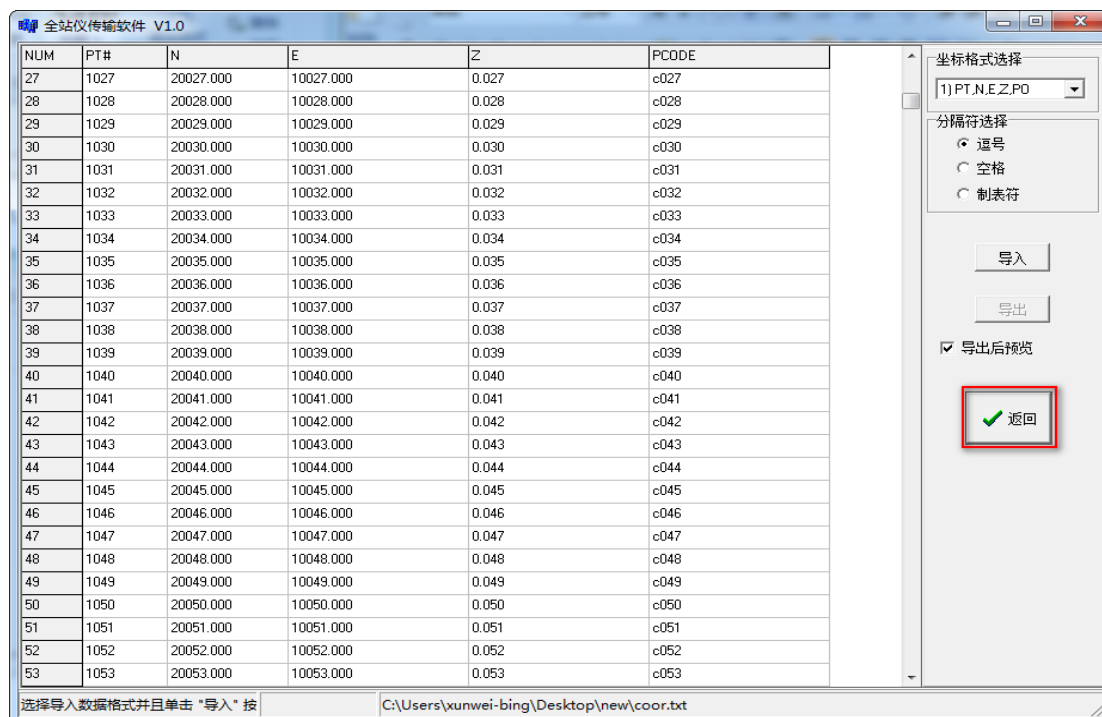 全站仪传输软件 V1.0
NUM PT# N E Z PCODE
27 1027 20027.000 10027.000 0.027 c027
28 1028 20028.000 10028.000 0.028 c028
29 1029 20029.000 10029.000 0.029 c029
30 1030 20030.000 10030.000 0.030 c030
31 1031 20031.000 10031.000 0.031 c031
32 1032 20032.000 10032.000 0.032 c032
33 1033 20033.000 10033.000 0.033 c033
34 1034 20034.000 10034.000 0.034 c034
35 1035 20035.000 10035.000 0.035 c035
36 1036 20036.000 10036.000 0.036 c036
37 1037 20037.000 10037.000 0.037 c037
38 1038 20038.000 10038.000 0.038 c038
39 1039 20039.000 10039.000 0.039 c039
40 1040 20040.000 10040.000 0.040 c040
41 1041 20041.000 10041.000 0.041 c041
42 1042 20042.000 10042.000 0.042 c042
43 1043 20043.000 10043.000 0.043 c043
44 1044 20044.000 10044.000 0.044 c044
45 1045 20045.000 10045.000 0.045 c045
46 1046 20046.000 10046.000 0.046 c046
47 1047 20047.000 10047.000 0.047 c047
48 1048 20048.000 10048.000 0.048 c048
49 1049 20049.000 10049.000 0.049 c049
50 1050 20050.000 10050.000 0.050 c050
51 1051 20051.000 10051.000 0.051 c051
52 1052 20052.000 10052.000 0.052 c052
53 1053 20053.000 10053.000 0.053 c053
坐标格式选择
1) PT,N,E,Z,PO
分隔符选择
逗号
空格
制表符
导入
导出
导出后预览
返回
选择导入数据格式并且单击 "导入" 按
C:\Users\xunwei-bing\Desktop\new\coor.txt